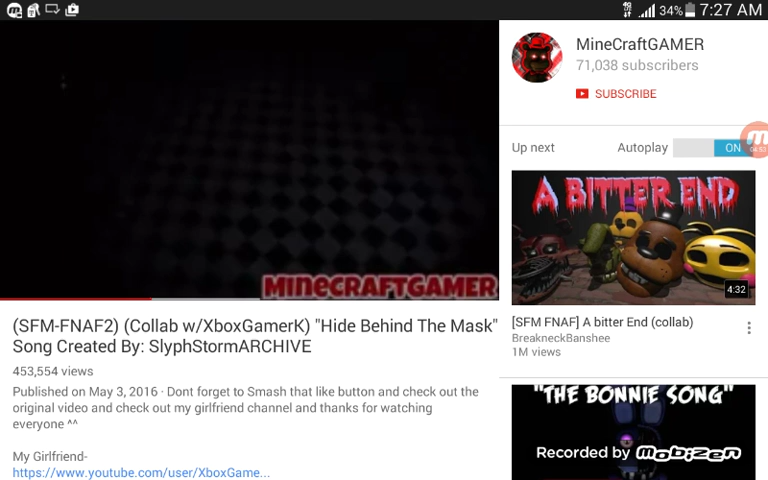 4G 34% 7:27 AM
MINECRAFTGAMER
(SFM-FNAF2) (Collab w/XboxGamerK) "Hide Behind The Mask"
Song Created By: SlyphStormARCHIVE
453,554 views
Published on May 3, 2016 · Dont forget to Smash that like button and check out the
original video and check out my girlfriend channel and thanks for watching
everyone ^^
My Girlfriend-
https://www.youtube.com/user/XboxGame...
MineCraftGAMER
71,038 subscribers
SUBSCRIBE
Up next Autoplay ON
A BITTER END
4:32
[SFM FNAF] A bitter End (collab)
BreakneckBanshee
1M views
"THE BONNIE SONG"
Recorded by mobizen